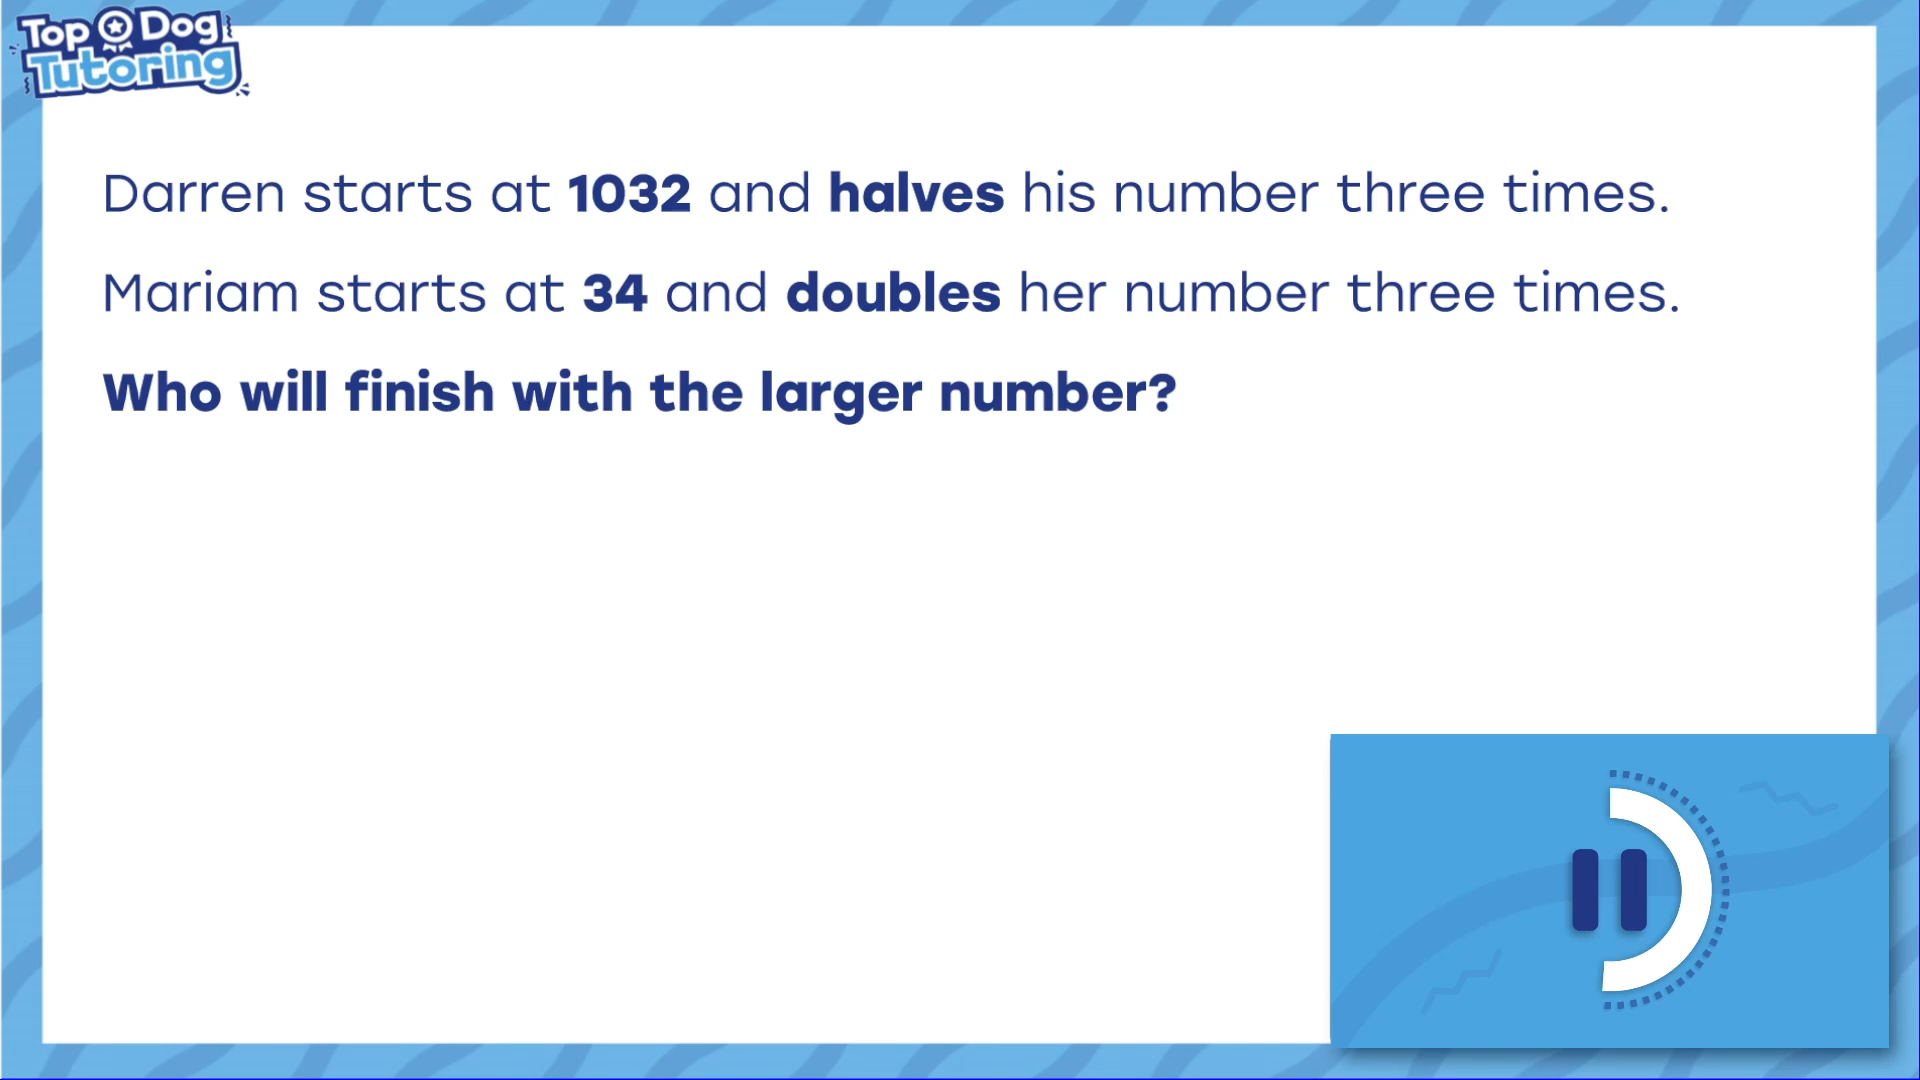 Top Dog
Tutoring
Darren starts at 1032 and halves his number three times.
Mariam starts at 34 and doubles her number three times.
Who will finish with the larger number?